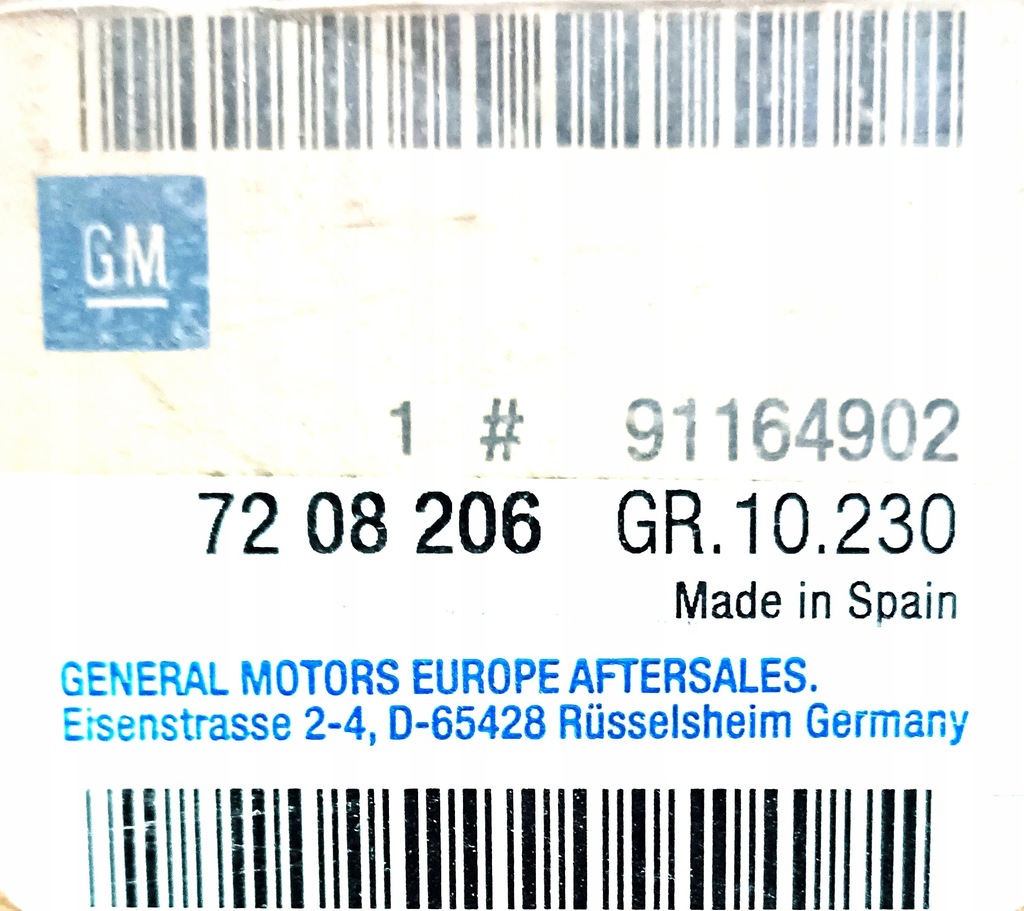 GM
1 # 91164902
72 08 206 GR.10.230
Made in Spain
GENERAL MOTORS EUROPE AFTERSALES.
Eisenstrasse 2-4, D-65428 Rüsselsheim Germany